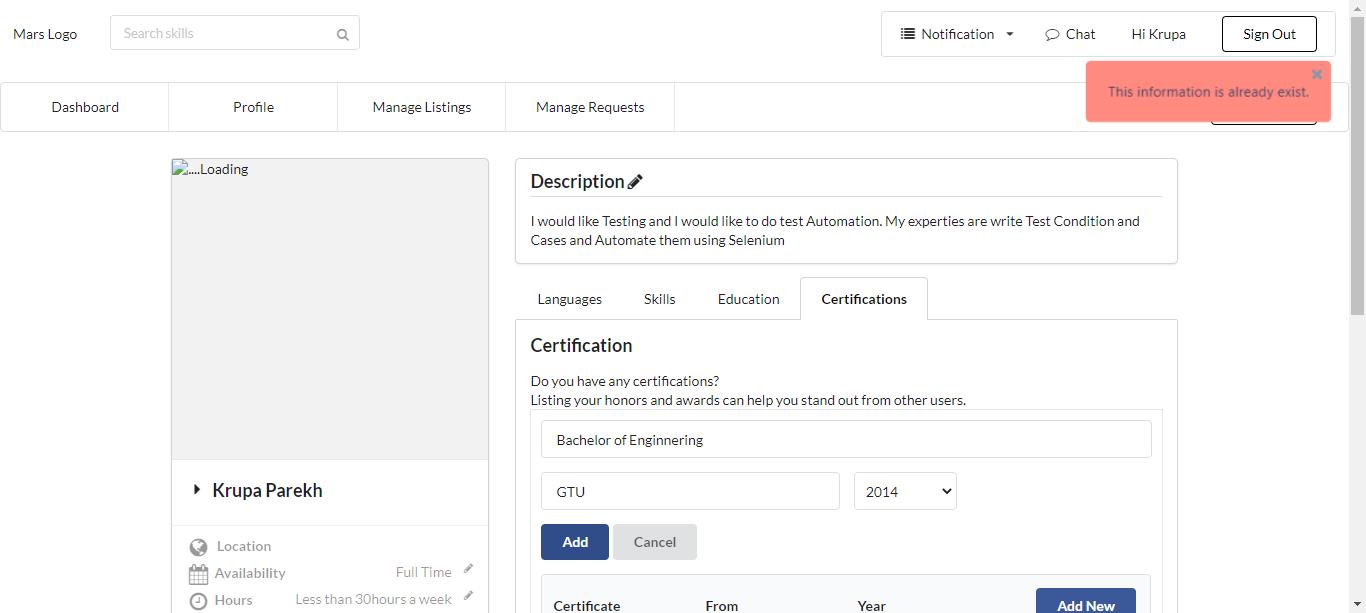 Mars Logo
Search skills
Notification
Chat
Hi Krupa
Sign Out
This information is already exist.
Dashboard
Profile
Manage Listings
Manage Requests
....Loading
Description
I would like Testing and I would like to do test Automation. My experties are write Test Condition and
Cases and Automate them using Selenium
Languages
Skills
Education
Certifications
Certification
Do you have any certifications?
Listing your honors and awards can help you stand out from other users.
Bachelor of Enginnering
GTU
2014
Add
Cancel
Certificate
From
Year
Add New
Krupa Parekh
Location
Availability
Full Time
Hours
Less than 30hours a week